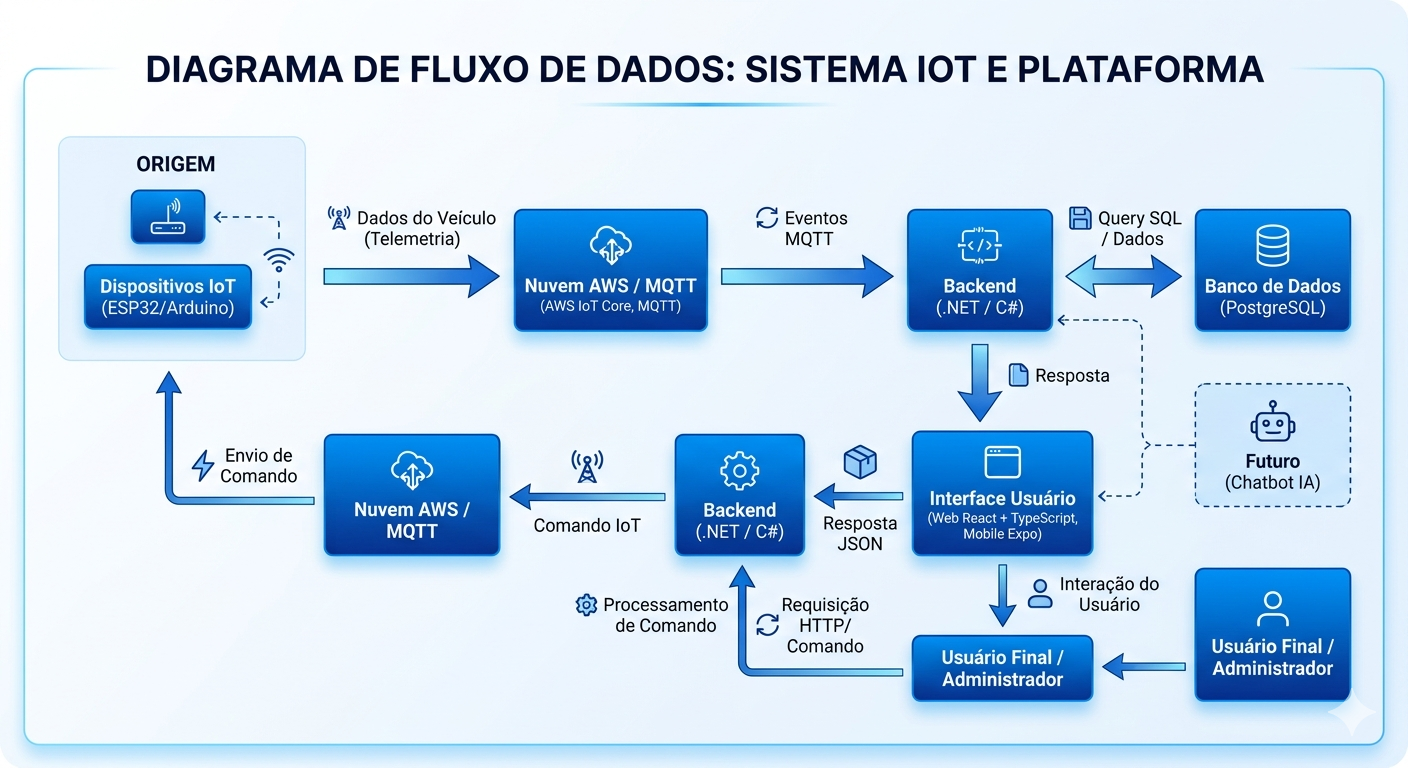 DIAGRAMA DE FLUXO DE DADOS: SISTEMA IOT E PLATAFORMA
ORIGEM
Dispositivos IoT
(ESP32/Arduino)
Dados do Veículo
(Telemetria)
Nuvem AWS / MQTT
(AWS IoT Core, MQTT)
Eventos
MQTT
</>
Backend
(.NET / C#)
Query SQL
/ Dados
Banco de Dados
(PostgreSQL)
Resposta
Futuro
(Chatbot IA)
Interface Usuário
(Web React + TypeScript,
Mobile Expo)
Resposta
JSON
Backend
(.NET / C#)
Comando IoT
Nuvem AWS /
MQTT
Envio de
Comando
Processamento
de Comando
Requisição
HTTP/
Comando
Interação do
Usuário
Usuário Final /
Administrador
Usuário Final /
Administrador